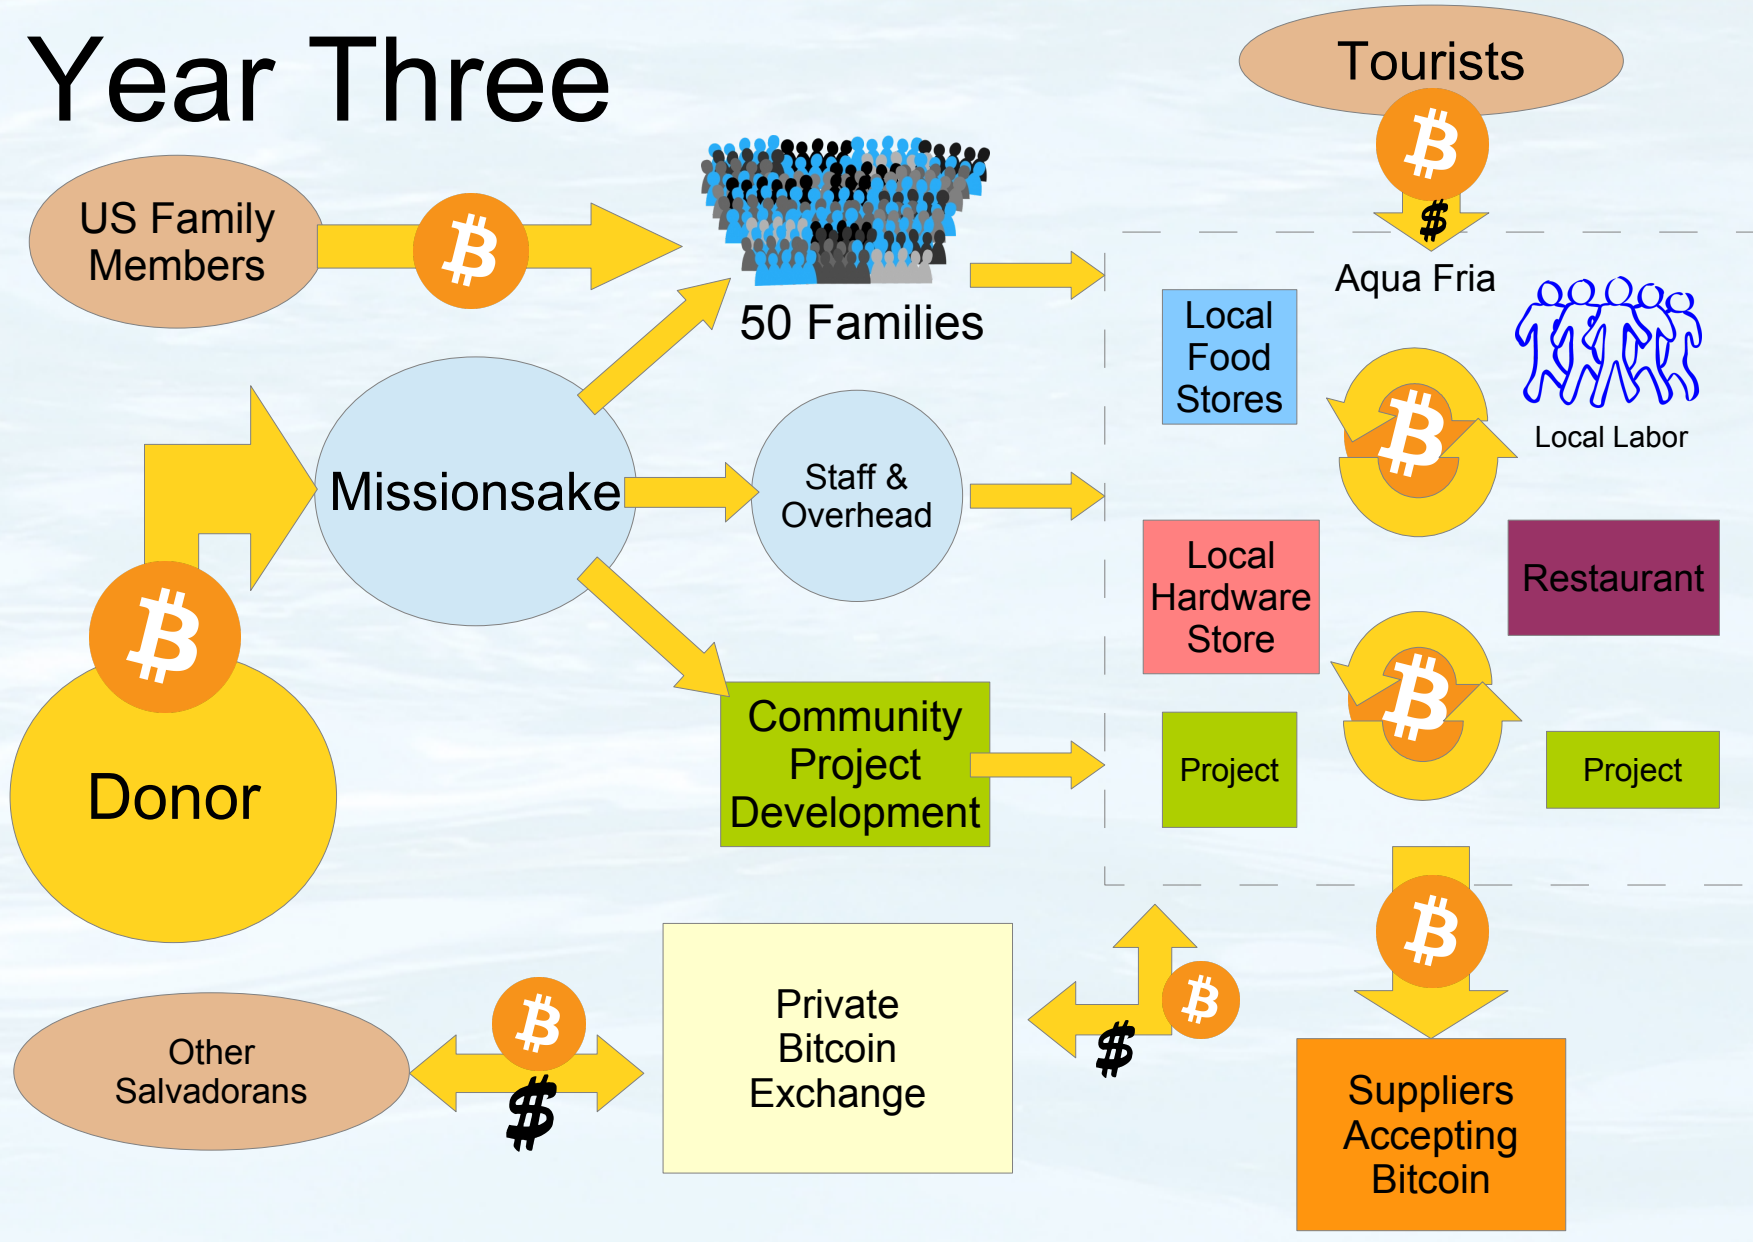 Year Three
Tourists
US Family
Members
$
50 Families
Aqua Fria
Local
Food
Stores
Local Labor
Missionsake
Staff &
Overhead
Local
Hardware
Store
Restaurant
Donor
Community
Project
Development
Project
Project
Private
Bitcoin
Exchange
$
Other
Salvadorans
$
Suppliers
Accepting
Bitcoin